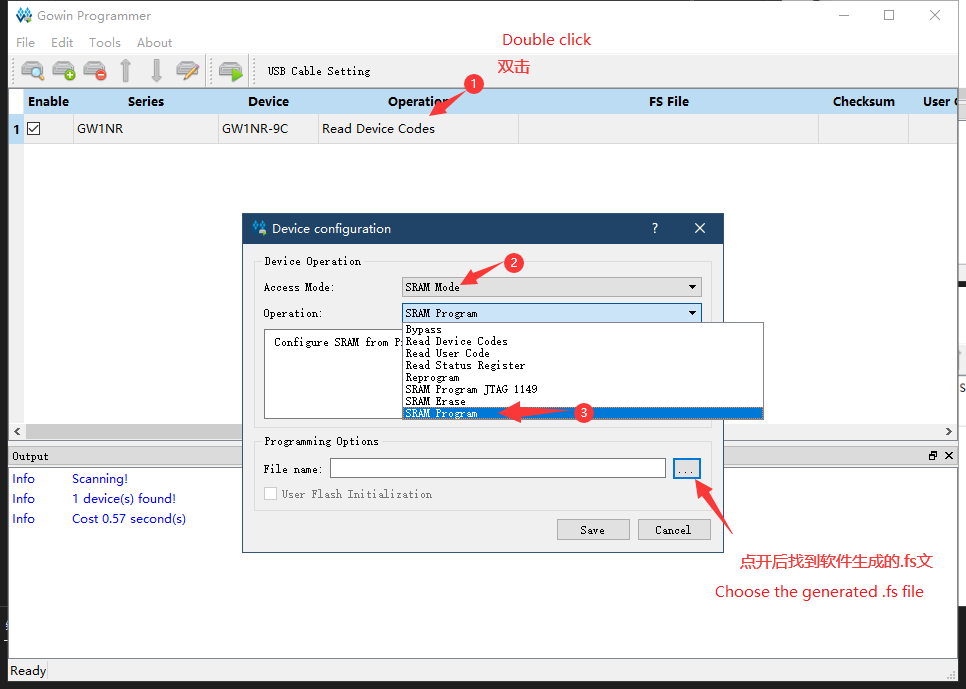 Gowin Programmer
File Edit Tools About
Double click
双击
USB Cable Setting
1
Enable Series Device Operation FS File Checksum User
1 GW1NR GW1NR-9C Read Device Codes
Device configuration ?
Device Operation
2
Access Mode: SRAM Mode
Operation: SRAM Program
Configure SRAM from
Bypass
Read Device Codes
Read User Code
Read Status Register
Reprogram
SRAM Program JTAG 1149
SRAM Erase
SRAM Program
3
Programming Options
File name: ...
User Flash Initialization
Save Cancel
Output
Info Scanning!
Info 1 device(s) found!
Info Cost 0.57 second(s)
点开后找到软件生成的.fs文
Choose the generated .fs file
Ready